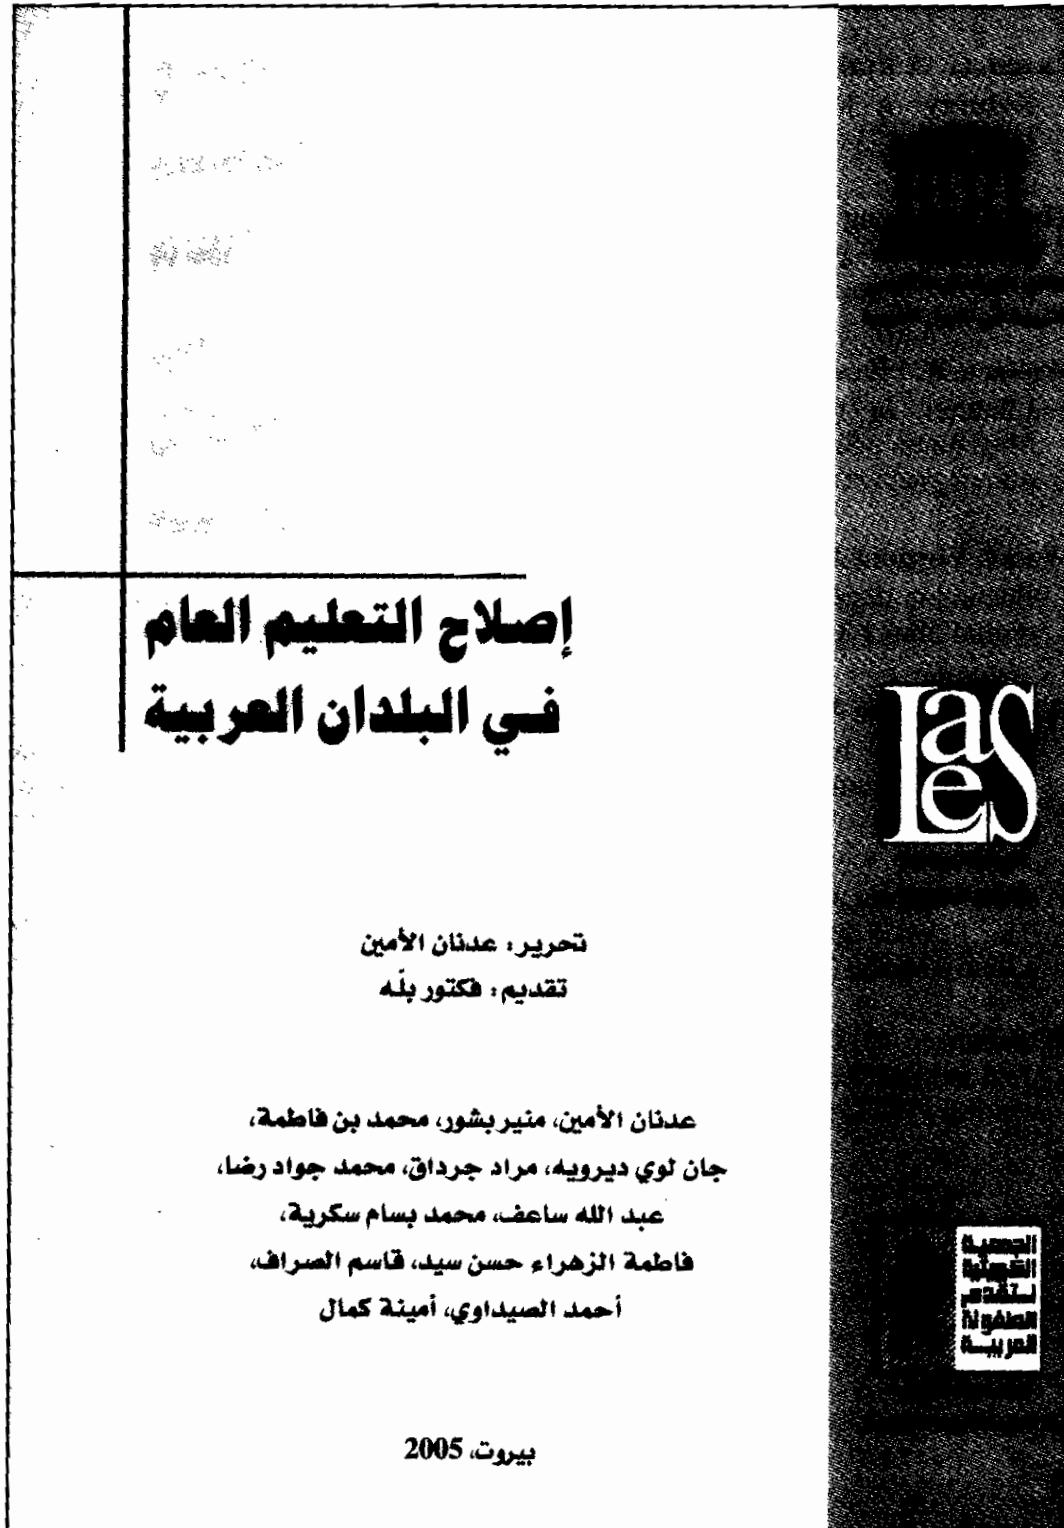 إصلاح التعليم العام
في البلدان العربية
تحرير: عدنان الأمين
تقديم: فكتور بلّه
عدنان الأمين، منير بشور، محمد بن فاطمة،
جان لوي ديرويه، مراد جرداق، محمد جواد رضا،
عبد الله ساعف، محمد بسام سكرية،
فاطمة الزهراء حسن سيد، قاسم الصراف،
أحمد الصيداوي، أمينة كمال
بيروت، 2005
LaeS
الجمعية
الكويتية
لتقدم
الطفولة
العربية